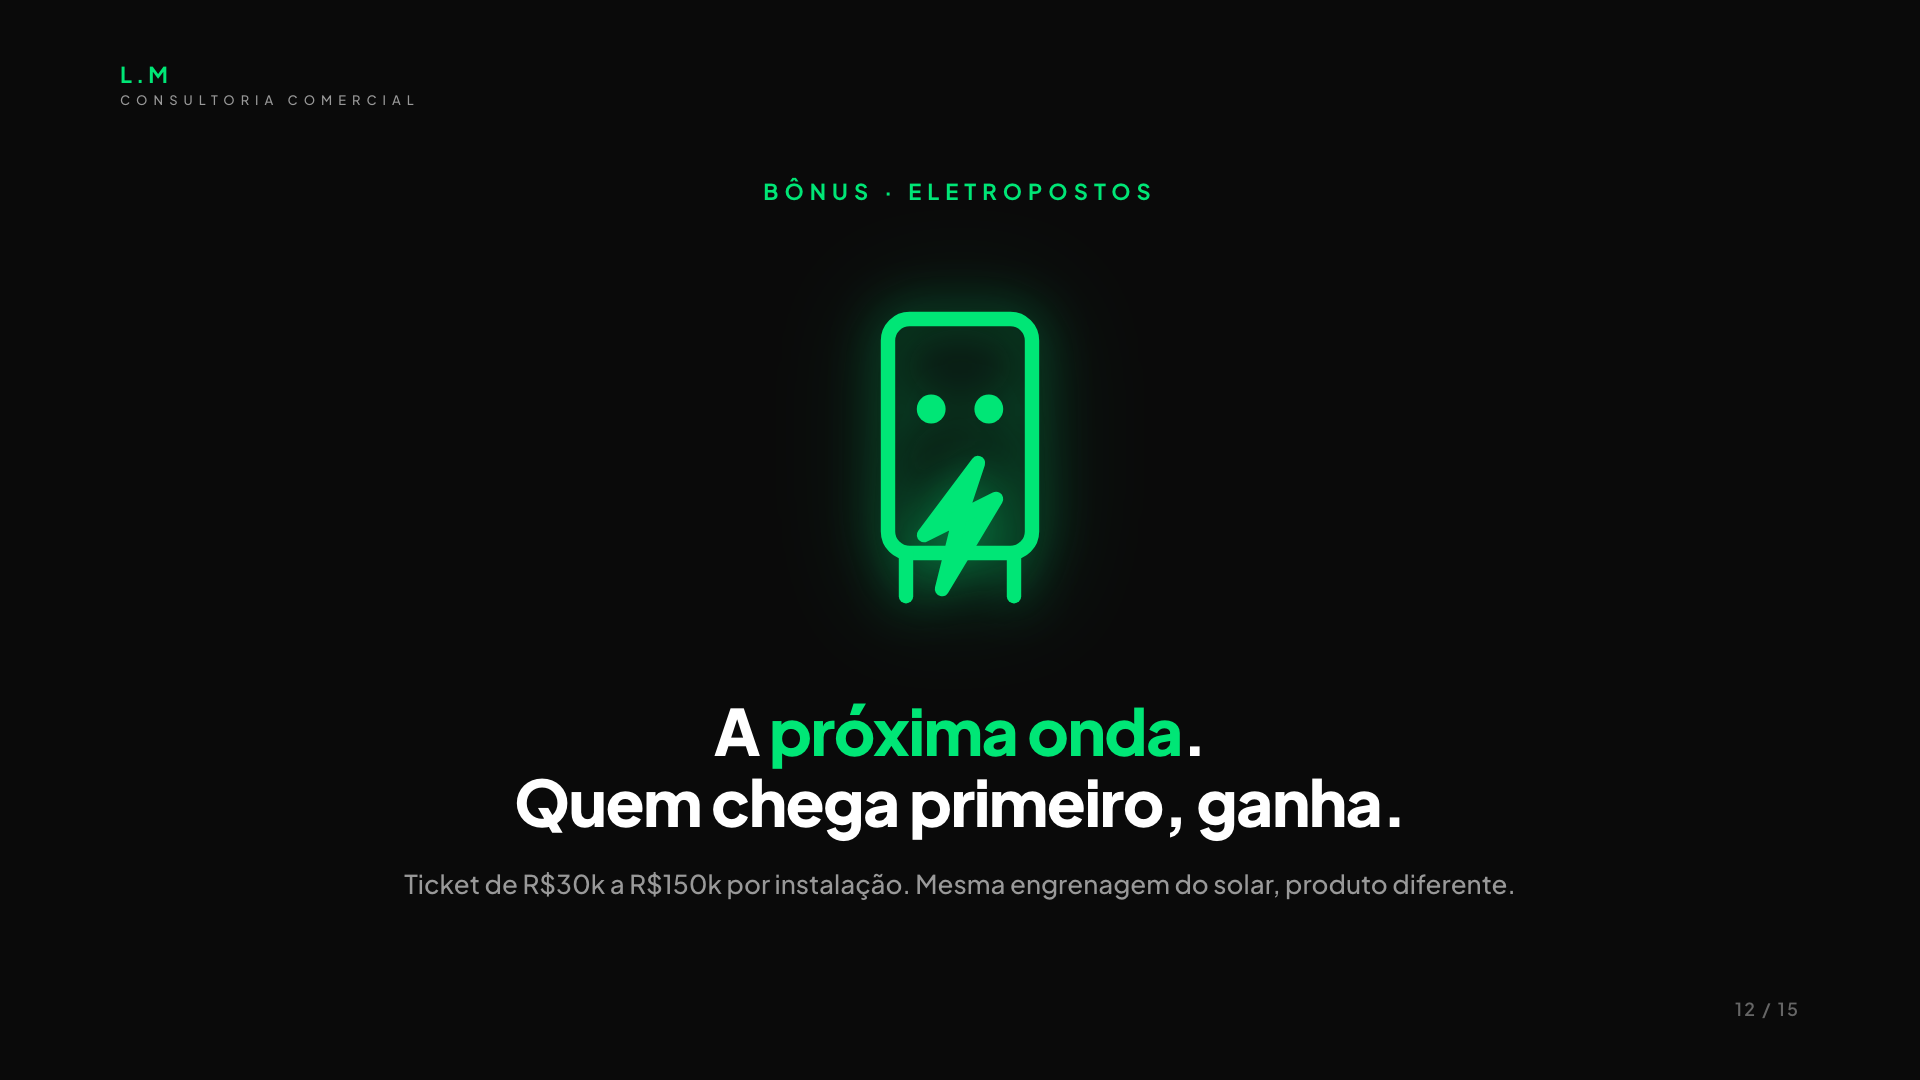 L.M
CONSULTORIA COMERCIAL
BÔNUS · ELETROPOSTOS
A próxima onda.
Quem chega primeiro, ganha.
Ticket de R$30k a R$150k por instalação. Mesma engrenagem do solar, produto diferente.
12 / 15